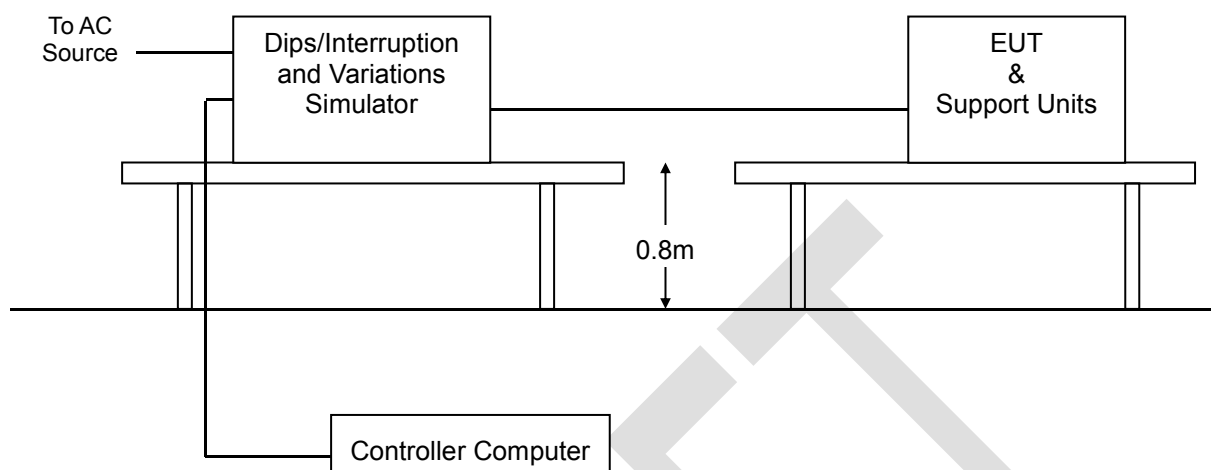 To AC
Source
Dips/Interruption
and Variations
Simulator
EUT
&
Support Units
0.8m
Controller Computer